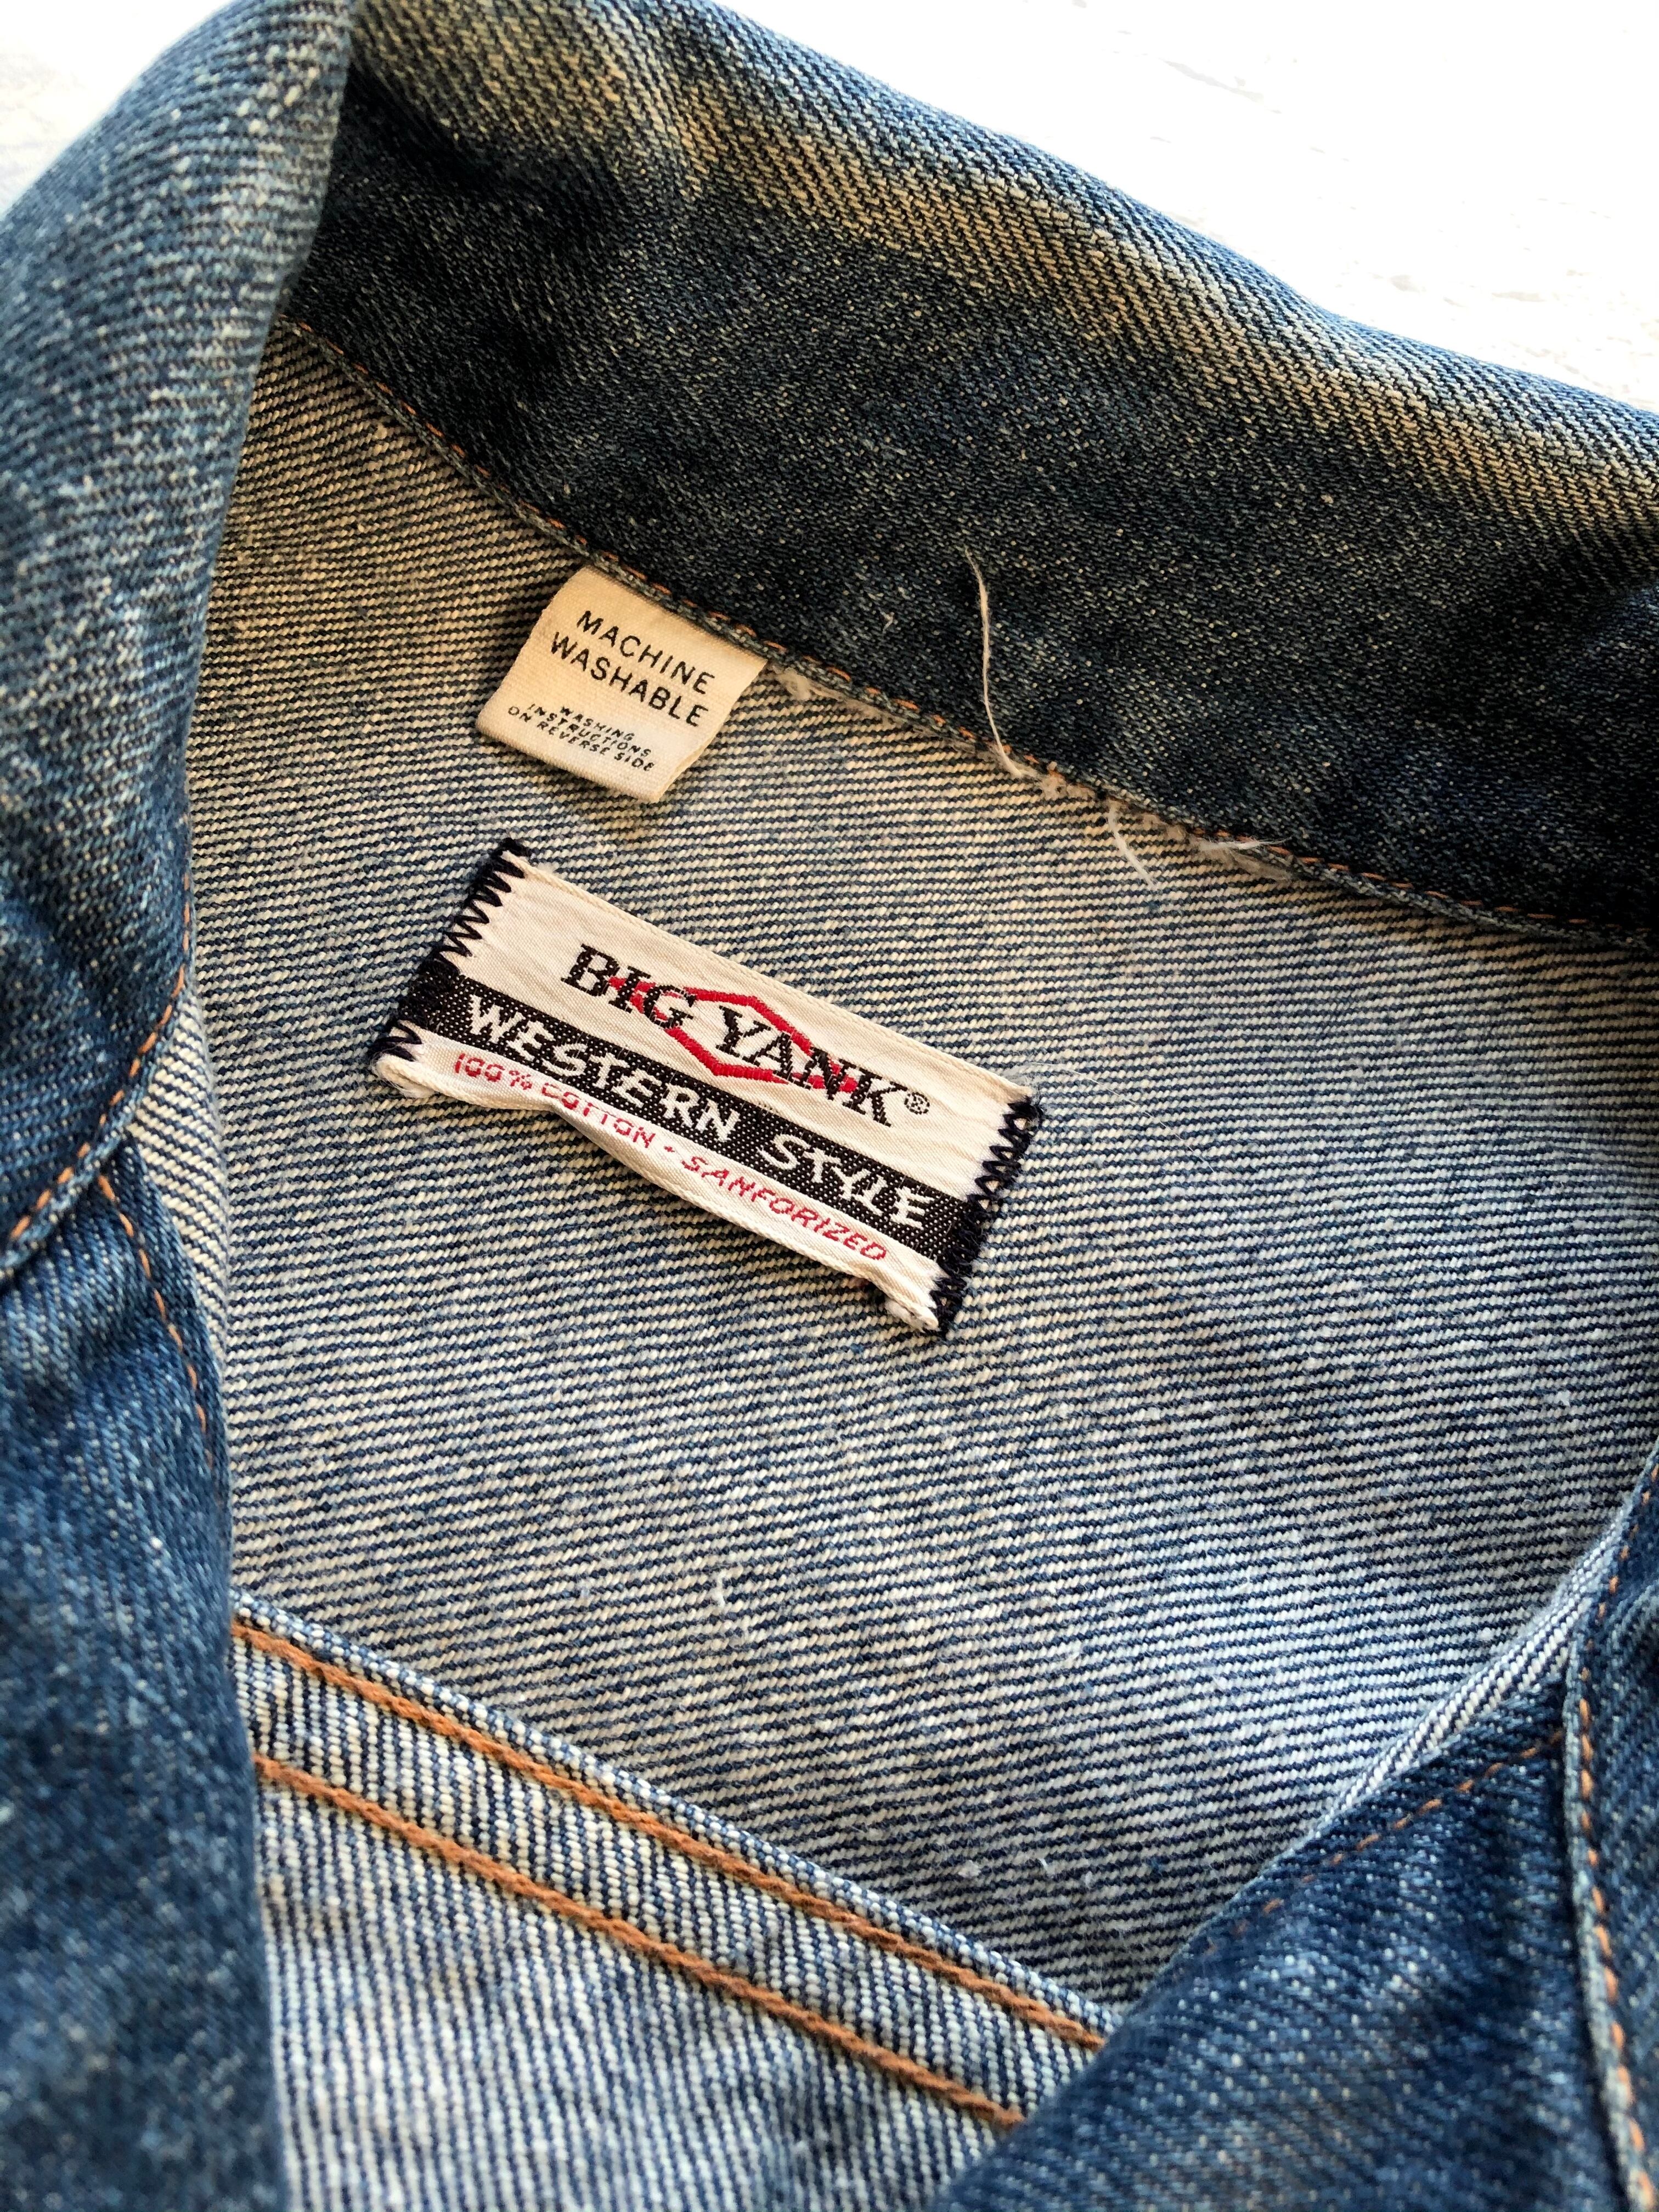 MACHINE
WASHABLE
WASHING
INSTRUCTIONS
ON REVERSE SIDE
BIG YANK®
WESTERN STYLE
100% COTTON • SANFORIZED